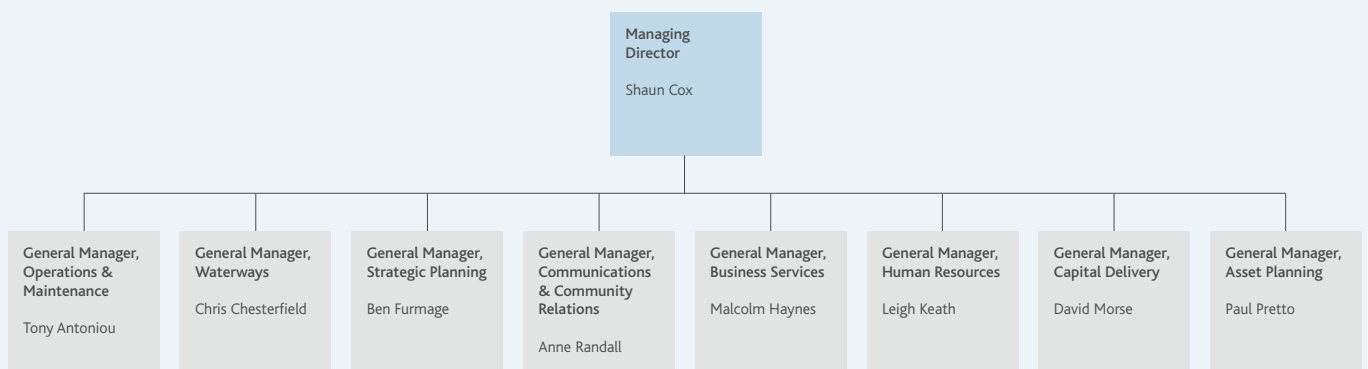 Managing
Director
Shaun Cox
General Manager,
Operations &
Maintenance
Tony Antoniou
General Manager,
Waterways
Chris Chesterfield
General Manager,
Strategic Planning
Ben Furmage
General Manager,
Communications
& Community
Relations
Anne Randall
General Manager,
Business Services
Malcolm Haynes
General Manager,
Human Resources
Leigh Keath
General Manager,
Capital Delivery
David Morse
General Manager,
Asset Planning
Paul Pretto